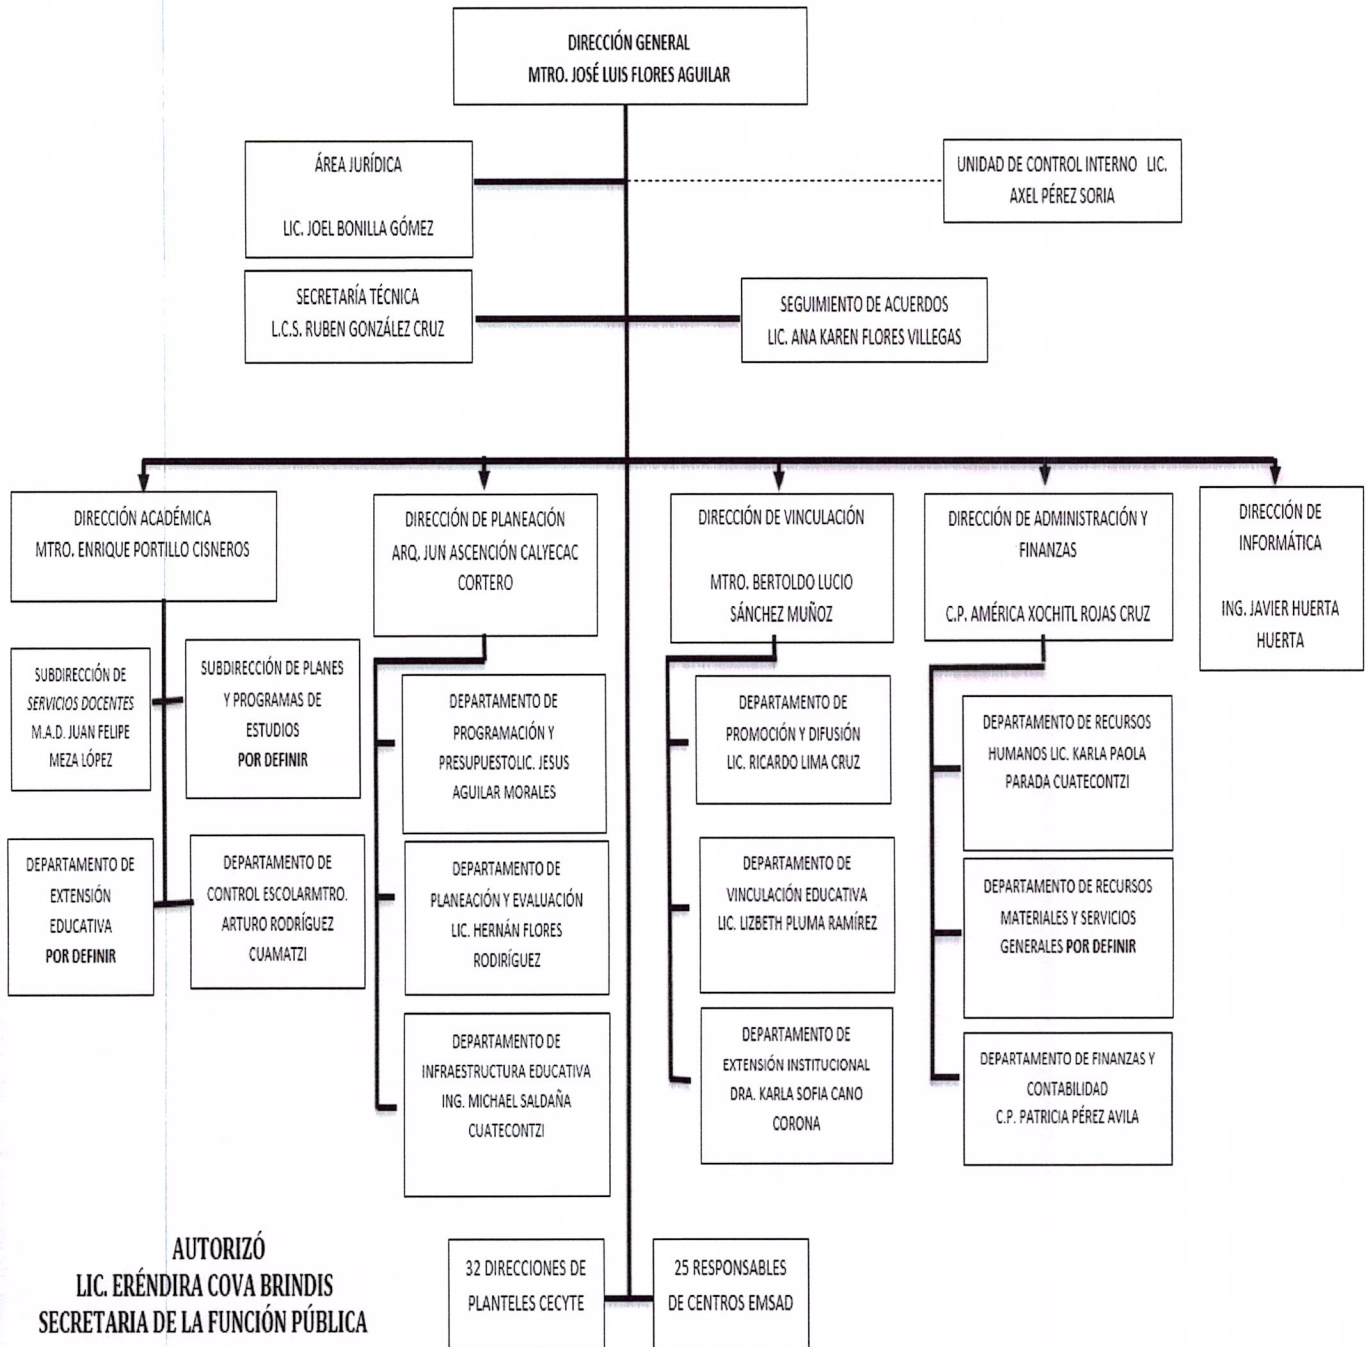 DIRECCIÓN GENERAL
MTRO. JOSÉ LUIS FLORES AGUILAR
ÁREA JURÍDICA
LIC. JOEL BONILLA GÓMEZ
UNIDAD DE CONTROL INTERNO LIC.
AXEL PÉREZ SORIA
SECRETARÍA TÉCNICA
L.C.S. RUBEN GONZÁLEZ CRUZ
SEGUIMIENTO DE ACUERDOS
LIC. ANA KAREN FLORES VILLEGAS
DIRECCIÓN ACADÉMICA
MTRO. ENRIQUE PORTILLO CISNEROS
DIRECCIÓN DE PLANEACIÓN
ARQ. JUN ASCENCIÓN CALYECAC
CORTERO
DIRECCIÓN DE VINCULACIÓN
MTRO. BERTOLDO LUCIO
SÁNCHEZ MUÑOZ
DIRECCIÓN DE ADMINISTRACIÓN Y
FINANZAS
C.P. AMÉRICA XOCHITL ROJAS CRUZ
DIRECCIÓN DE
INFORMÁTICA
ING. JAVIER HUERTA
HUERTA
SUBDIRECCIÓN DE
SERVICIOS DOCENTES
M.A.D. JUAN FELIPE
MEZA LÓPEZ
SUBDIRECCIÓN DE PLANES
Y PROGRAMAS DE
ESTUDIOS
POR DEFINIR
DEPARTAMENTO DE
EXTENSIÓN
EDUCATIVA
POR DEFINIR
DEPARTAMENTO DE
CONTROL ESCOLARMTRO.
ARTURO RODRÍGUEZ
CUAMATZI
DEPARTAMENTO DE
PROGRAMACIÓN Y
PRESUPUESTOLIC. JESUS
AGUILAR MORALES
DEPARTAMENTO DE
PLANEACIÓN Y EVALUACIÓN
LIC. HERNÁN FLORES
RODIRÍGUEZ
DEPARTAMENTO DE
INFRAESTRUCTURA EDUCATIVA
ING. MICHAEL SALDAÑA
CUATECONTZI
DEPARTAMENTO DE
PROMOCIÓN Y DIFUSIÓN
LIC. RICARDO LIMA CRUZ
DEPARTAMENTO DE
VINCULACIÓN EDUCATIVA
LIC. LIZBETH PLUMA RAMÍREZ
DEPARTAMENTO DE
EXTENSIÓN INSTITUCIONAL
DRA. KARLA SOFIA CANO
CORONA
DEPARTAMENTO DE RECURSOS
HUMANOS LIC. KARLA PAOLA
PARADA CUATECONTZI
DEPARTAMENTO DE RECURSOS
MATERIALES Y SERVICIOS
GENERALES POR DEFINIR
DEPARTAMENTO DE FINANZAS Y
CONTABILIDAD
C.P. PATRICIA PÉREZ AVILA
AUTORIZÓ
LIC. ERÉNDIRA COVA BRINDIS
SECRETARIA DE LA FUNCIÓN PÚBLICA
32 DIRECCIONES DE
PLANTELES CECYTE
25 RESPONSABLES
DE CENTROS EMSAD